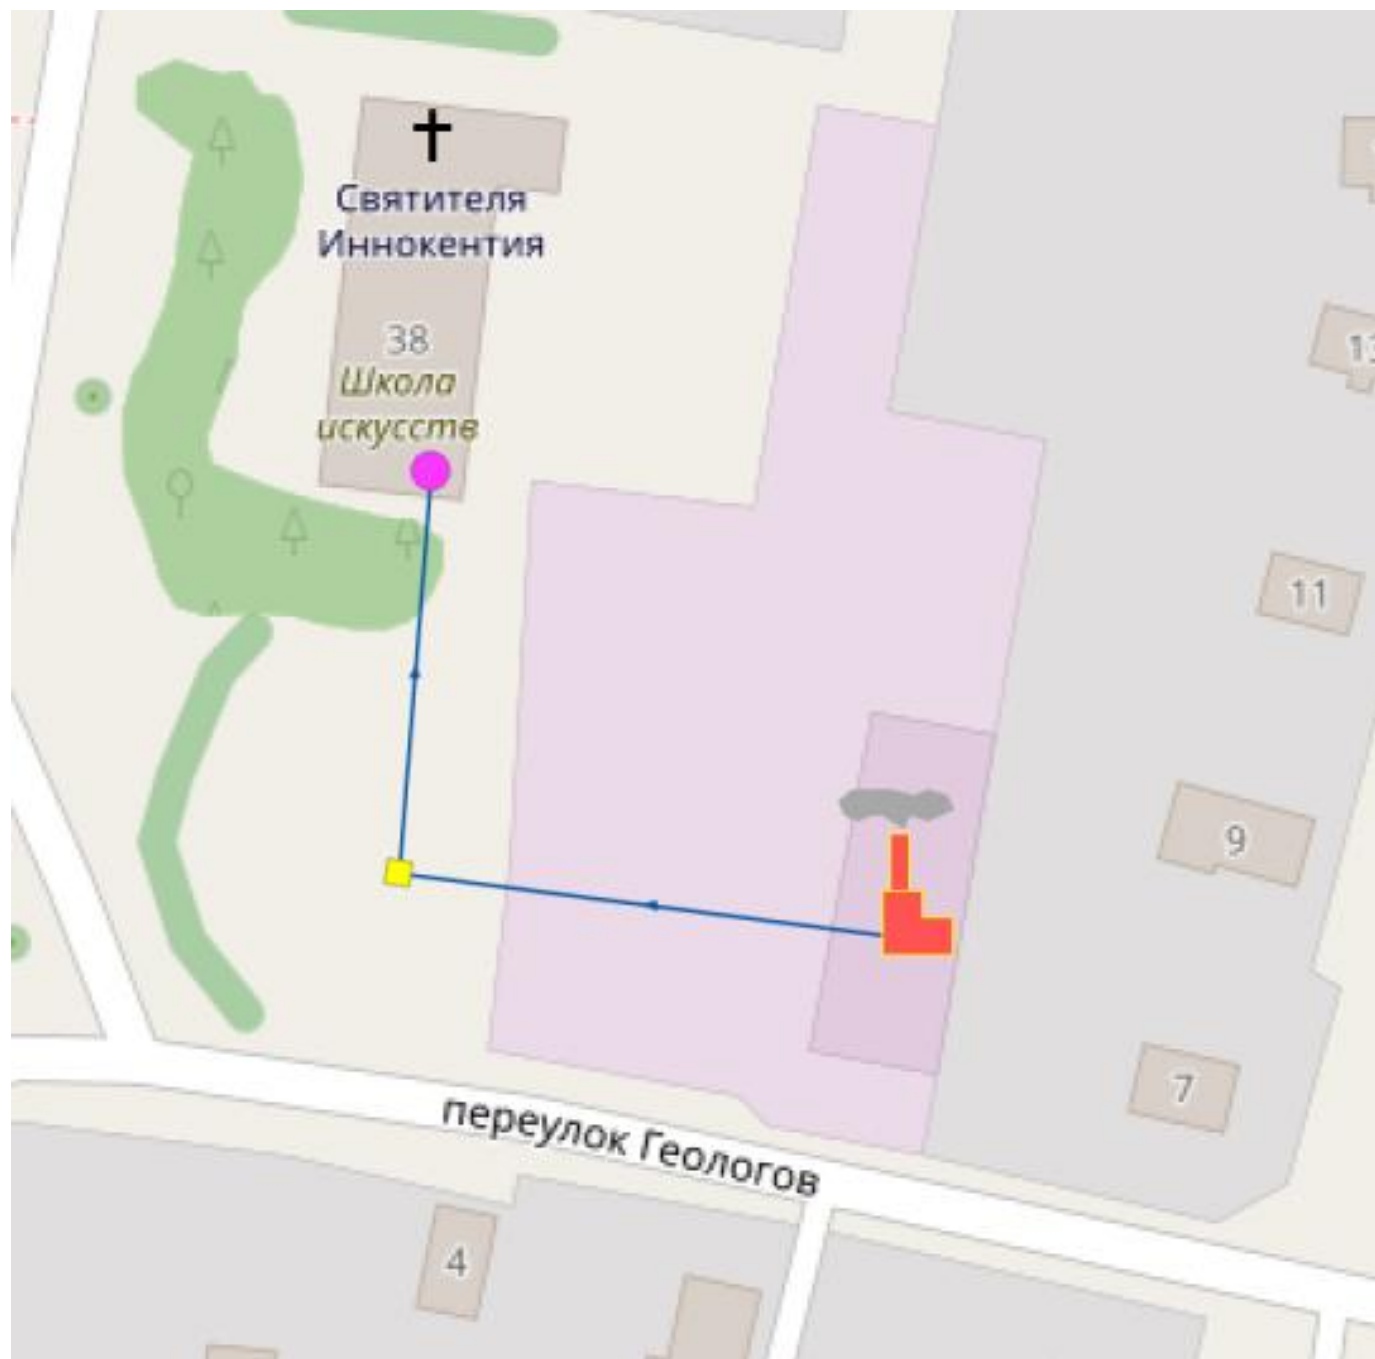 Святителя
Иннокентия
38
Школа
искусств
11
9
7
переулок Геологов
4